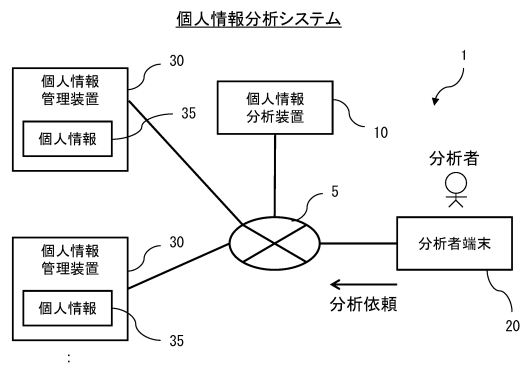 個人情報分析システム
1
個人情報
管理装置
30
個人情報
35
個人情報
分析装置
10
分析者
5
分析者端末
20
分析依頼
個人情報
管理装置
30
個人情報
35
: